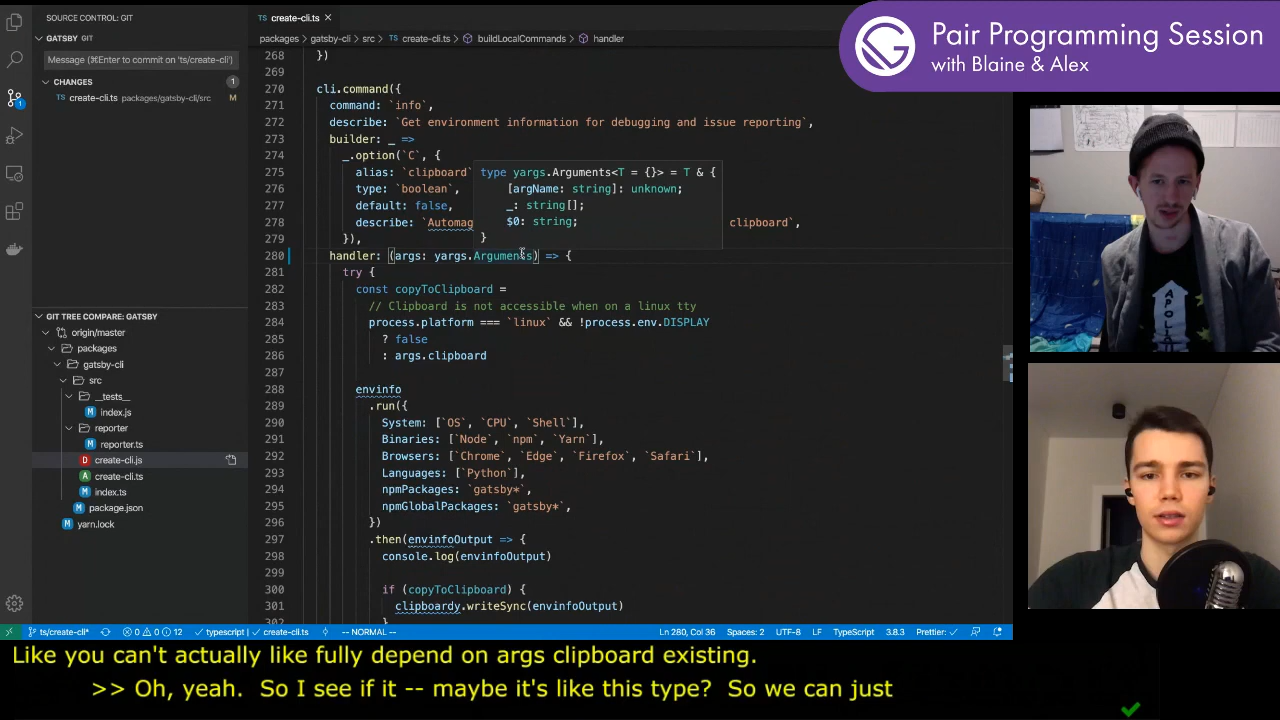 SOURCE CONTROL: GIT
GATSBY GIT
Message (⌘Enter to commit on 'ts/create-cli')
CHANGES 1
create-cli.ts packages/gatsby-cli/src M
1
GIT TREE COMPARE: GATSBY
origin/master
packages
gatsby-cli
src
__tests__
index.js
reporter
reporter.ts
create-cli.js
create-cli.ts
index.ts
package.json
yarn.lock
TS create-cli.ts ×
packages > gatsby-cli > src > TS create-cli.ts > buildLocalCommands > handler
268 })
269
270 cli.command({
271 command: `info`,
272 describe: `Get environment information for debugging and issue reporting`,
273 builder: _ =>
274 _.option(`C`, {
275 alias: `clipboard`
276 type: `boolean`,
277 default: false,
278 describe: `Automag clipboard`,
279 }),
type yargs.Arguments<T = {}> = T & {
[argName: string]: unknown;
_: string[];
$0: string;
}
280 handler: (args: yargs.Arguments) => {
281 try {
282 const copyToClipboard =
283 // Clipboard is not accessible when on a linux tty
284 process.platform === `linux` && !process.env.DISPLAY
285 ? false
286 : args.clipboard
287
288 envinfo
289 .run({
290 System: [`OS`, `CPU`, `Shell`],
291 Binaries: [`Node`, `npm`, `Yarn`],
292 Browsers: [`Chrome`, `Edge`, `Firefox`, `Safari`],
293 Languages: [`Python`],
294 npmPackages: `gatsby*`,
295 npmGlobalPackages: `gatsby*`,
296 })
297 .then(envinfoOutput => {
298 console.log(envinfoOutput)
299
300 if (copyToClipboard) {
301 clipboardy.writeSync(envinfoOutput)
302 }
Pair Programming Session
with Blaine & Alex
APOLLO
ts/create-cli* 0 0 12 typescript | create-cli.ts -- NORMAL -- Ln 280, Col 36 Spaces: 2 UTF-8 LF TypeScript 3.8.3 Prettier: ✓
Like you can't actually like fully depend on args clipboard existing.
>> Oh, yeah. So I see if it -- maybe it's like this type? So we can just